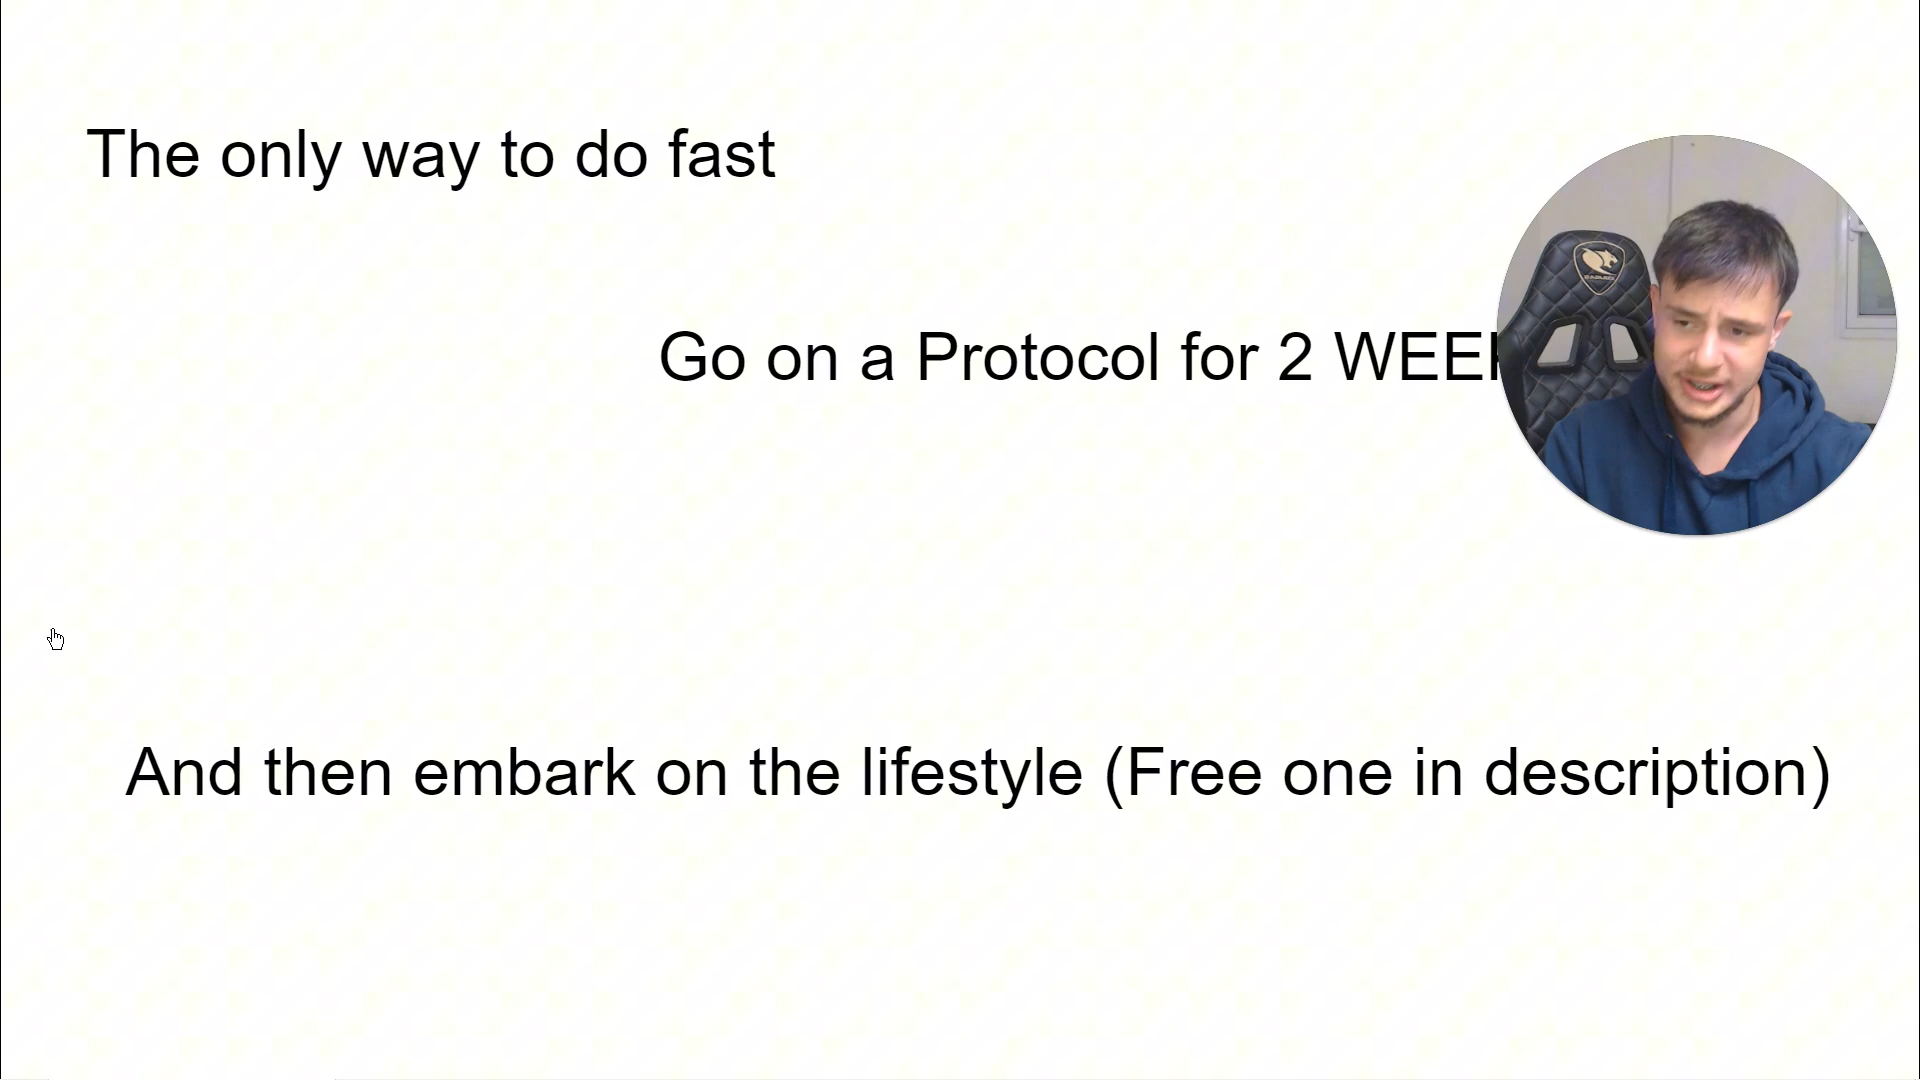 The only way to do fast
Go on a Protocol for 2
And then embark on the lifestyle (Free one in description)